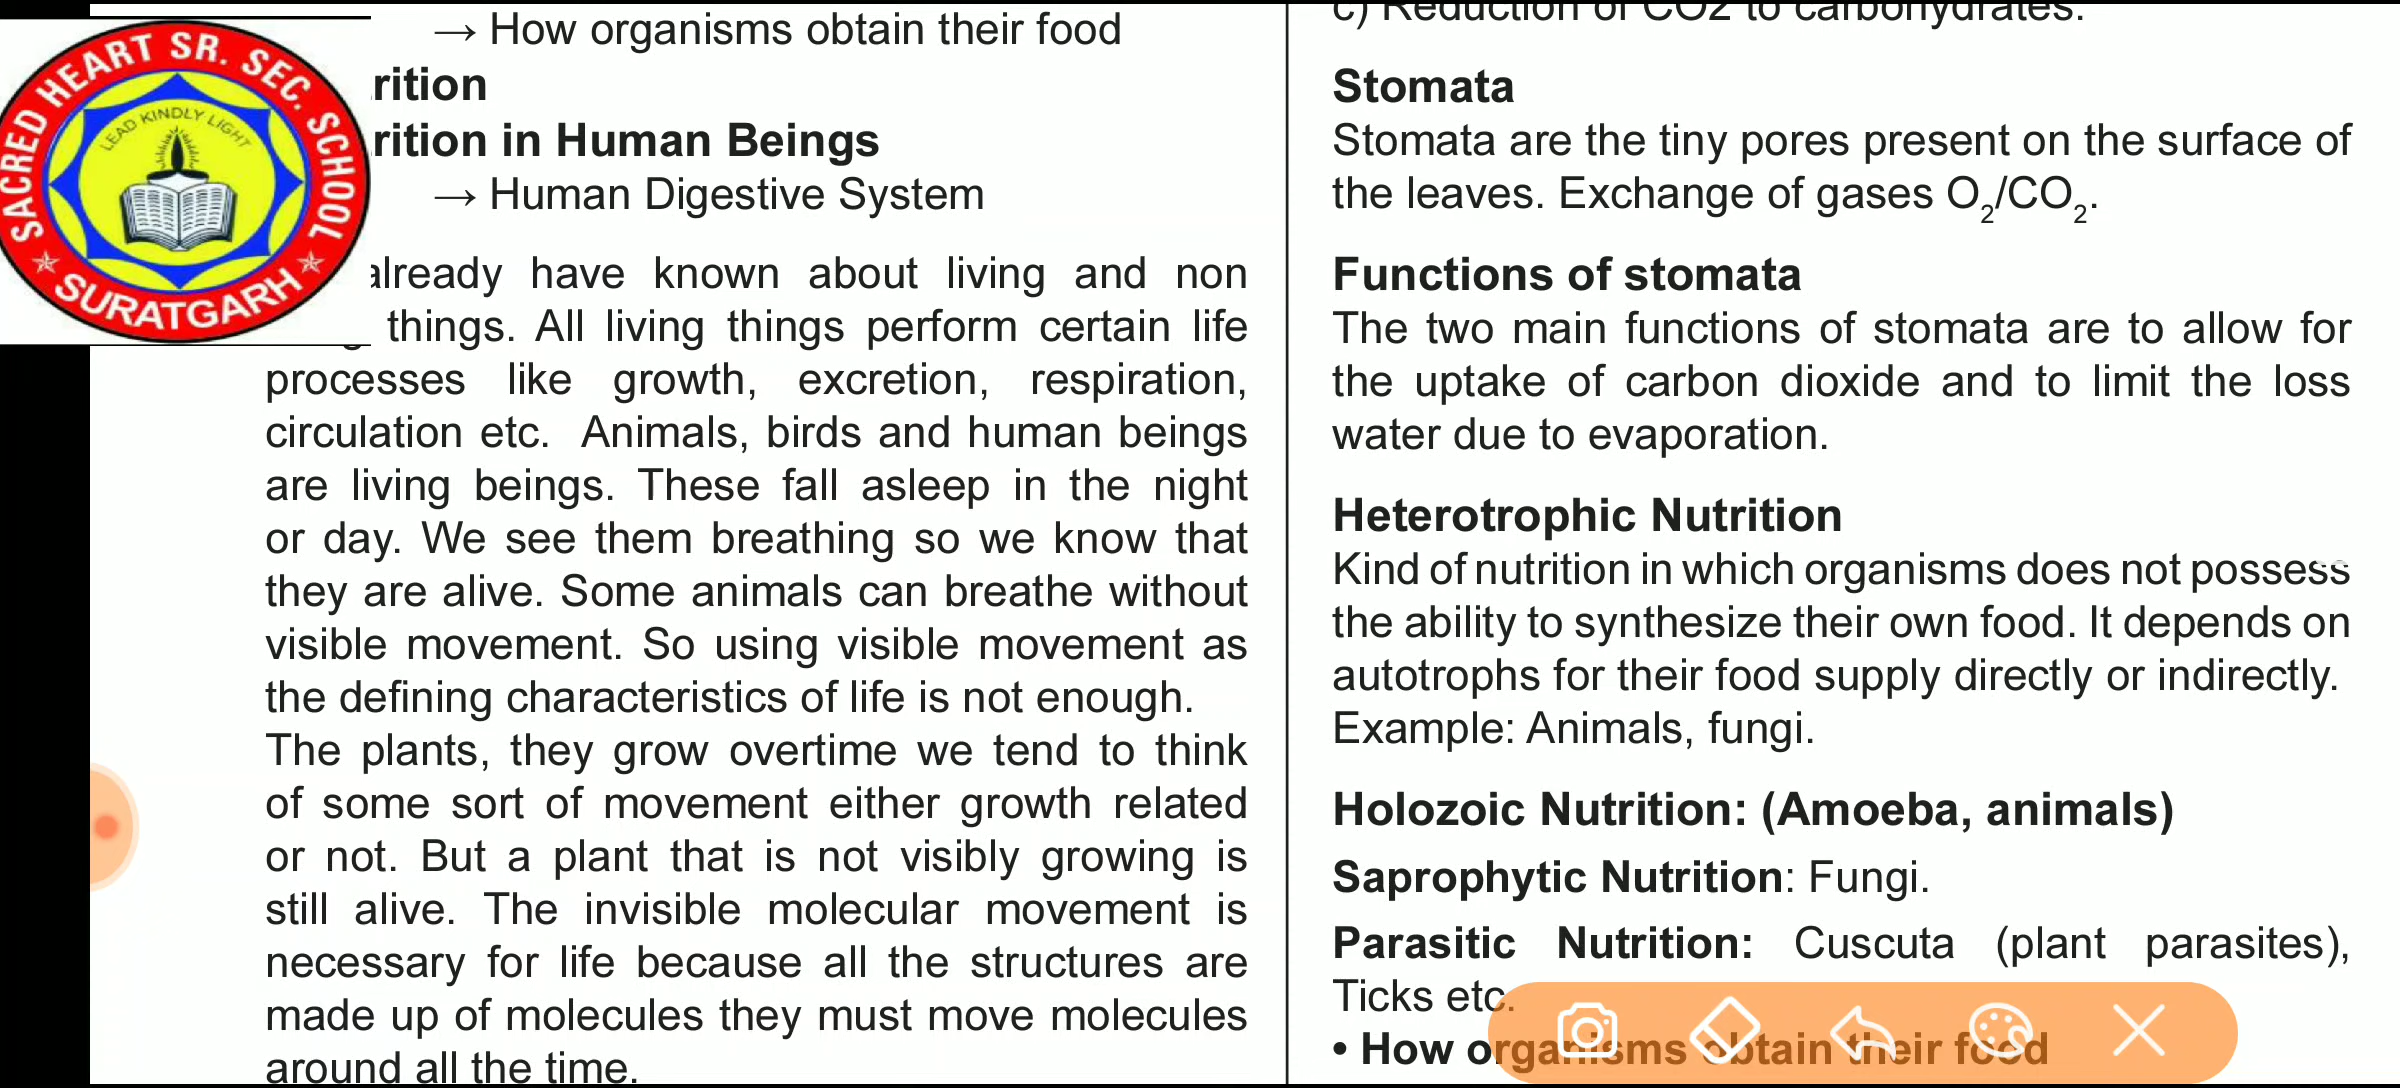 → How organisms obtain their food
rition
rition in Human Beings
→ Human Digestive System
already have known about living and non
things. All living things perform certain life
processes like growth, excretion, respiration,
circulation etc. Animals, birds and human beings
are living beings. These fall asleep in the night
or day. We see them breathing so we know that
they are alive. Some animals can breathe without
visible movement. So using visible movement as
the defining characteristics of life is not enough.
The plants, they grow overtime we tend to think
of some sort of movement either growth related
or not. But a plant that is not visibly growing is
still alive. The invisible molecular movement is
necessary for life because all the structures are
made up of molecules they must move molecules
around all the time.
c) Reduction of CO2 to carbohydrates.
Stomata
Stomata are the tiny pores present on the surface of
the leaves. Exchange of gases O₂/CO₂.
Functions of stomata
The two main functions of stomata are to allow for
the uptake of carbon dioxide and to limit the loss
water due to evaporation.
Heterotrophic Nutrition
Kind of nutrition in which organisms does not possess
the ability to synthesize their own food. It depends on
autotrophs for their food supply directly or indirectly.
Example: Animals, fungi.
Holozoic Nutrition: (Amoeba, animals)
Saprophytic Nutrition: Fungi.
Parasitic Nutrition: Cuscuta (plant parasites),
Ticks etc.
• How organisms obtain their food
SACRED HEART SR. SEC. SCHOOL
SURATGARH
LEAD KINDLY LIGHT